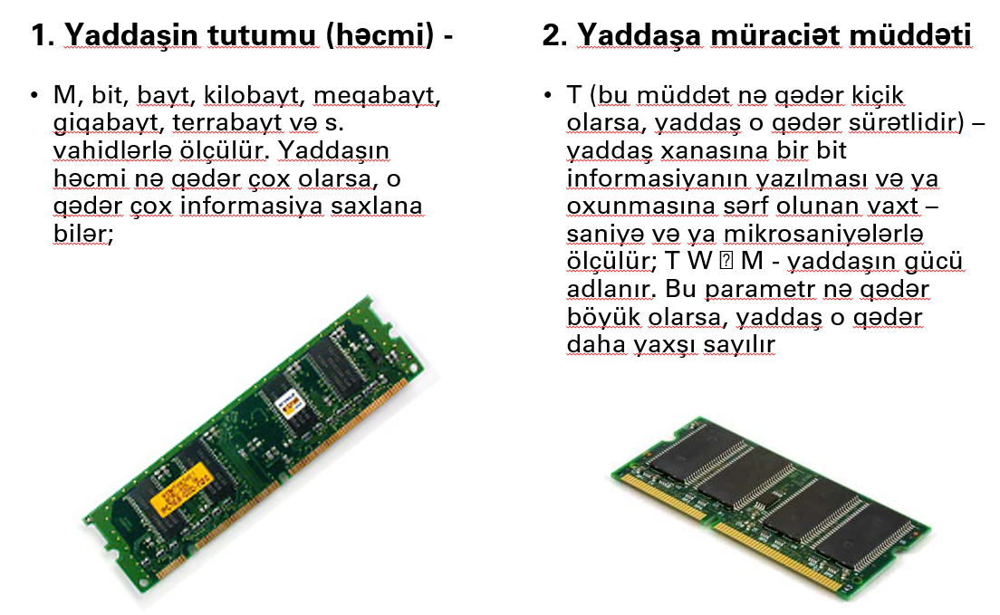 1. Yaddaşin tutumu (həcmi) -
• M, bit, bayt, kilobayt, meqabayt,
giqabayt, terrabayt və s.
vahidlərlə ölçülür. Yaddaşın
həcmi nə qədər çox olarsa, o
qədər çox informasiya saxlana
bilər;
2. Yaddaşa müraciət müddəti
• T (bu müddət nə qədər kiçik
olarsa, yaddaş o qədər sürətlidir) –
yaddaş xanasına bir bit
informasiyanın yazılması və ya
oxunmasına sərf olunan vaxt –
saniyə və ya mikrosaniyələrlə
ölçülür; T W M - yaddaşın gücü
adlanır. Bu parametr nə qədər
böyük olarsa, yaddaş o qədər
daha yaxşı sayılır